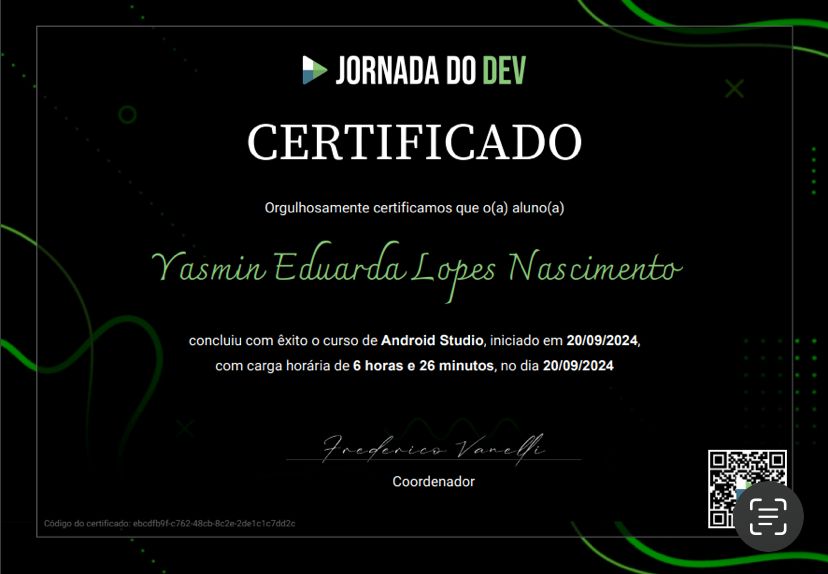 JORNADA DO DEV
CERTIFICADO
Orgulhosamente certificamos que o(a) aluno(a)
Yasmin Eduarda Lopes Nascimento
concluiu com êxito o curso de Android Studio, iniciado em 20/09/2024,
com carga horária de 6 horas e 26 minutos, no dia 20/09/2024
Frederico Vanelli
Coordenador
Código do certificado: ebcdfb9f-c762-48cb-8c2e-2de1c1c7dd2c